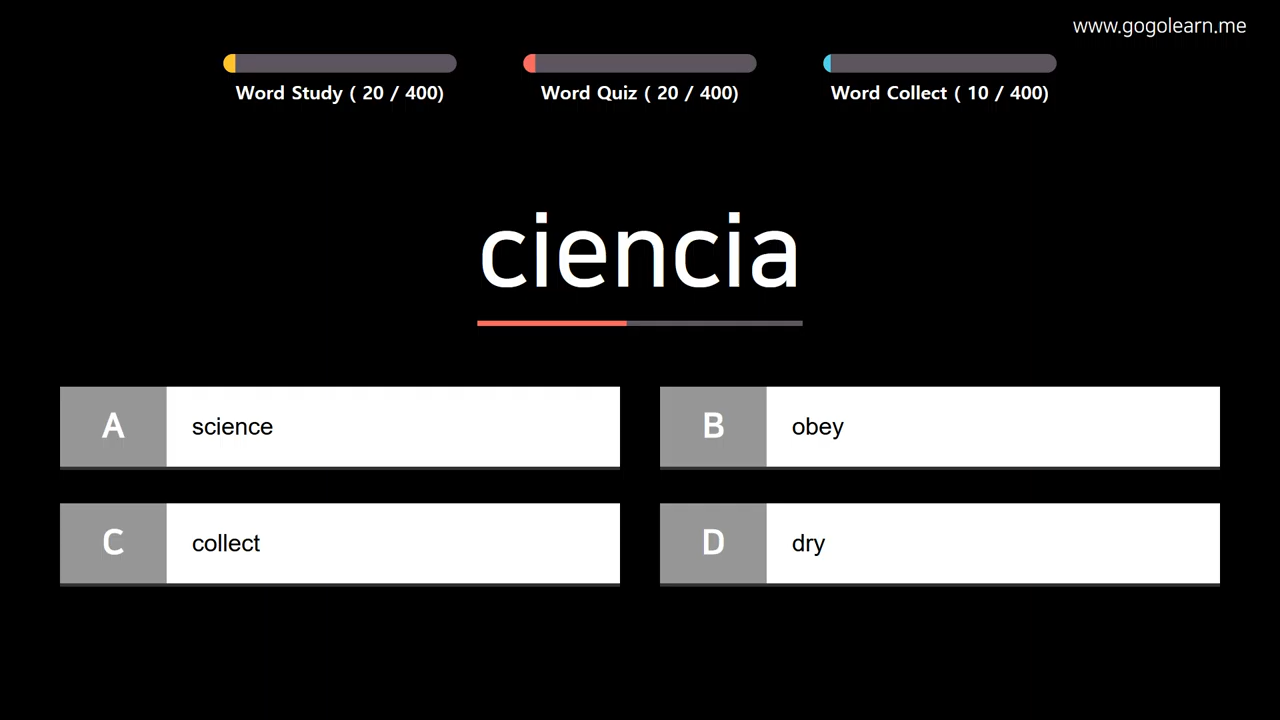 www.gogolearn.me
Word Study ( 20 / 400)
Word Quiz ( 20 / 400)
Word Collect ( 10 / 400)
ciencia
A science
B obey
C collect
D dry